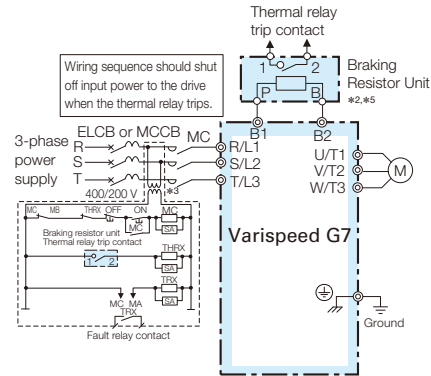 Thermal relay
trip contact
Wiring sequence should shut
off input power to the drive
when the thermal relay trips.
1 2
P B
Braking
Resistor Unit
*2,*5
B1 B2
3-phase
power
supply
ELCB or MCCB MC
R R/L1
S S/L2
T T/L3
400/200 V
*3
U/T1
V/T2
W/T3
M
Varispeed G7
MC MB THRX OFF ON MC
MC
SA
Braking resistor unit
Thermal relay trip contact
1 2
THRX
SA
TRX
SA
MC MA
TRX
Fault relay contact
Ground